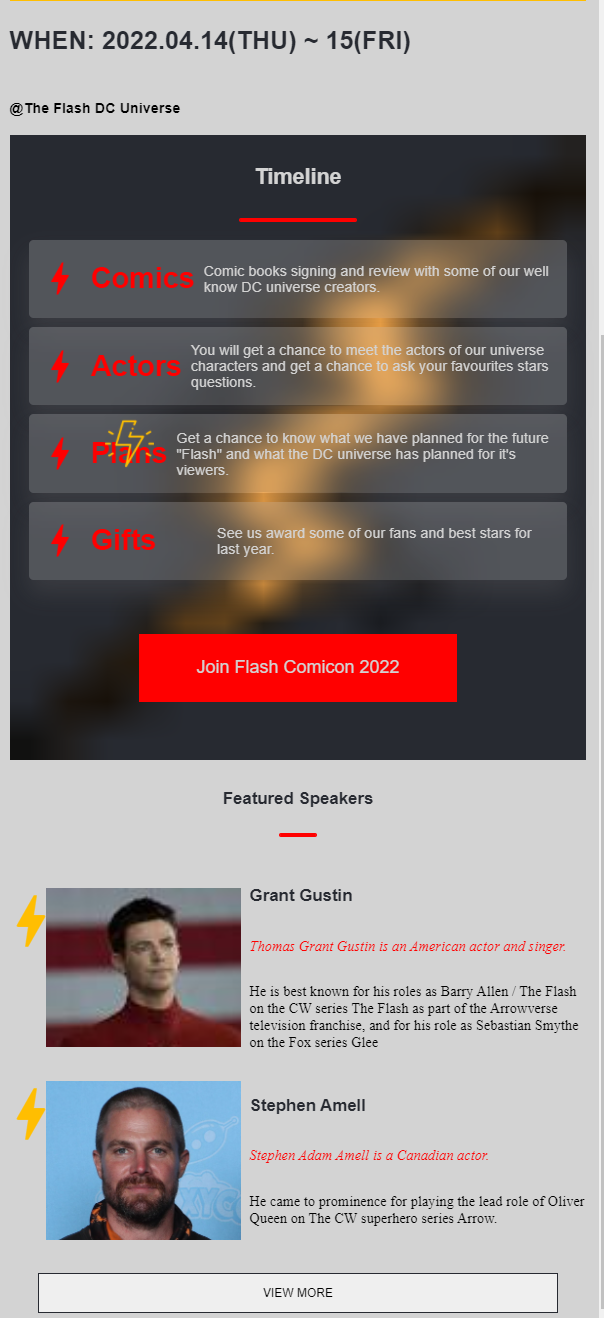 WHEN: 2022.04.14(THU) ~ 15(FRI)
@The Flash DC Universe
Timeline
Comics
Comic books signing and review with some of our well
know DC universe creators.
Actors
You will get a chance to meet the actors of our universe
characters and get a chance to ask your favourites stars
questions.
Plans
Get a chance to know what we have planned for the future
"Flash" and what the DC universe has planned for it's
viewers.
Gifts
See us award some of our fans and best stars for
last year.
Join Flash Comicon 2022
Featured Speakers
Grant Gustin
Thomas Grant Gustin is an American actor and singer.
He is best known for his roles as Barry Allen / The Flash
on the CW series The Flash as part of the Arrowverse
television franchise, and for his role as Sebastian Smythe
on the Fox series Glee
Stephen Amell
Stephen Adam Amell is a Canadian actor.
He came to prominence for playing the lead role of Oliver
Queen on The CW superhero series Arrow.
VIEW MORE